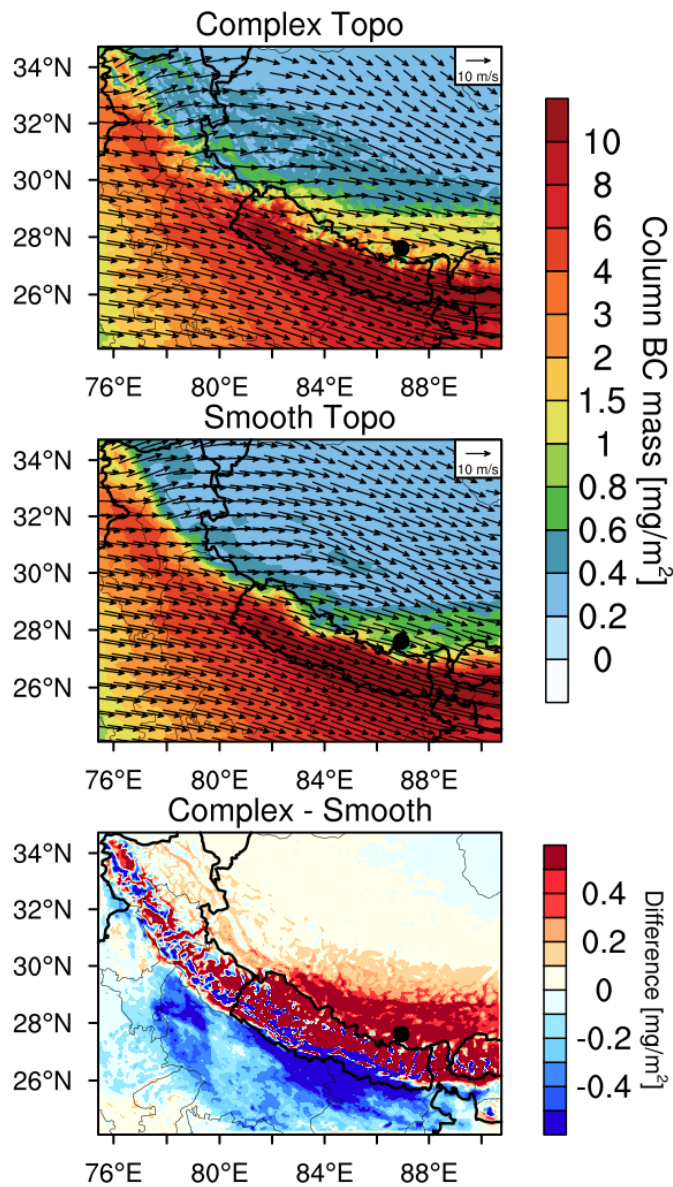 Complex Topo
34°N
32°N
30°N
28°N
26°N
76°E 80°E 84°E 88°E
10 m/s
Smooth Topo
34°N
32°N
30°N
28°N
26°N
76°E 80°E 84°E 88°E
10 m/s
10
8
6
4
3
2
1.5
1
0.8
0.6
0.4
0.2
0
Column BC mass [mg/m²]
Complex - Smooth
34°N
32°N
30°N
28°N
26°N
76°E 80°E 84°E 88°E
0.4
0.2
0
-0.2
-0.4
Difference [mg/m²]